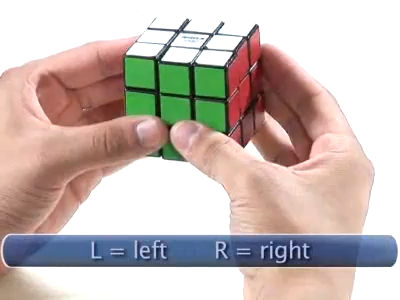 L = left R = right